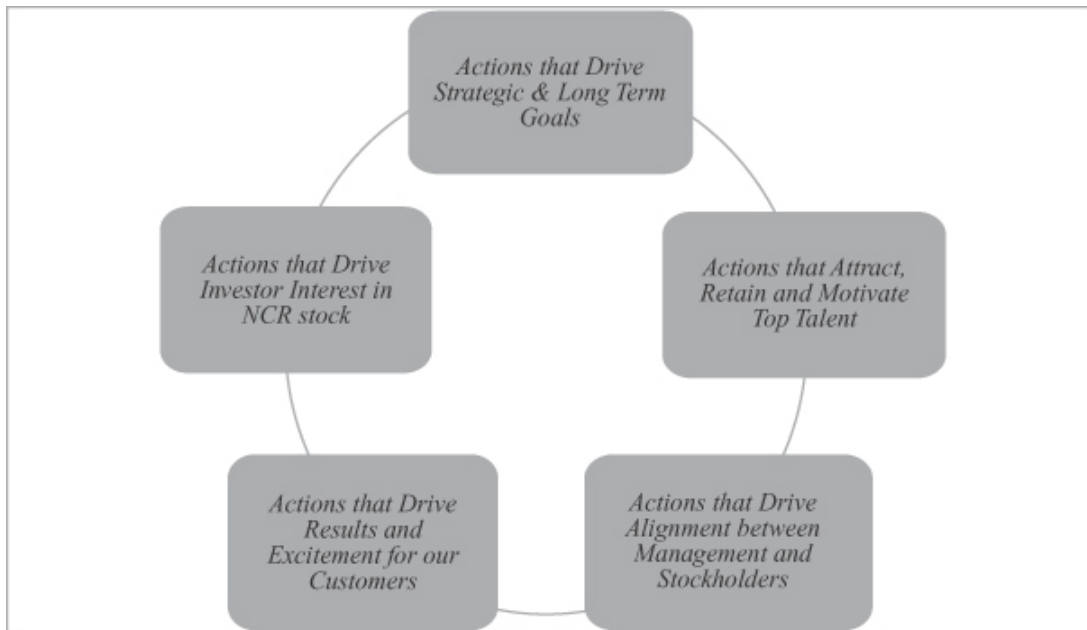 Actions that Drive
Strategic & Long Term
Goals
Actions that Attract,
Retain and Motivate
Top Talent
Actions that Drive
Alignment between
Management and
Stockholders
Actions that Drive
Results and
Excitement for our
Customers
Actions that Drive
Investor Interest in
NCR stock